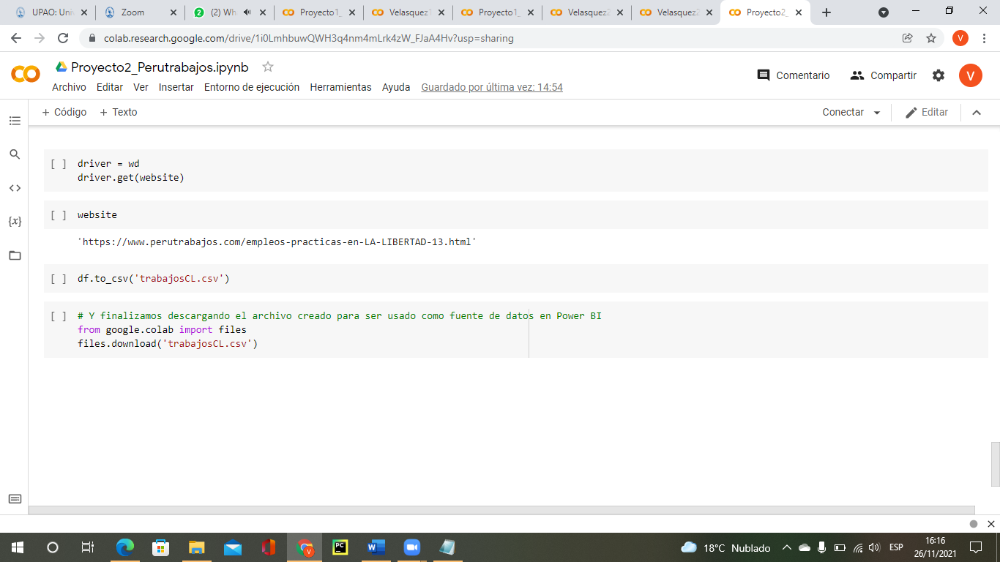 UPAO: Uni
Zoom
(2) Wh
Proyecto1_
Velasquez1
Proyecto1_
Velasquez2
Velasquez2
Proyecto2_
colab.research.google.com/drive/1i0LmhbuwQWH3q4nm4mLrk4zW_FJaA4Hv?usp=sharing
V
Proyecto2_Perutrabajos.ipynb
Comentario
Compartir
V
Archivo Editar Ver Insertar Entorno de ejecución Herramientas Ayuda Guardado por última vez: 14:54
+ Código + Texto
Conectar
Editar
[ ] driver = wd
driver.get(website)
[ ] website
'https://www.perutrabajos.com/empleos-practicas-en-LA-LIBERTAD-13.html'
[ ] df.to_csv('trabajosCL.csv')
[ ] # Y finalizamos descargando el archivo creado para ser usado como fuente de datos en Power BI
from google.colab import files
files.download('trabajosCL.csv')
18°C Nublado
ESP
16:16
26/11/2021